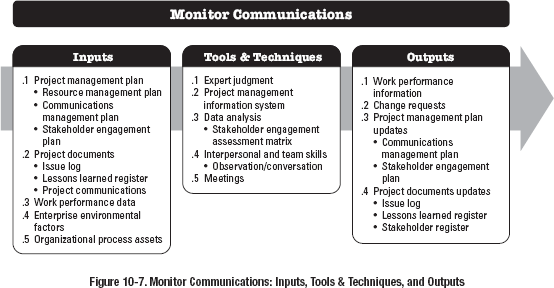 Monitor Communications
Inputs
.1 Project management plan
• Resource management plan
• Communications
management plan
• Stakeholder engagement
plan
.2 Project documents
• Issue log
• Lessons learned register
• Project communications
.3 Work performance data
.4 Enterprise environmental
factors
.5 Organizational process assets
Tools & Techniques
.1 Expert judgment
.2 Project management
information system
.3 Data analysis
• Stakeholder engagement
assessment matrix
.4 Interpersonal and team skills
• Observation/conversation
.5 Meetings
Outputs
.1 Work performance
information
.2 Change requests
.3 Project management plan
updates
• Communications
management plan
• Stakeholder engagement
plan
.4 Project documents updates
• Issue log
• Lessons learned register
• Stakeholder register
Figure 10-7. Monitor Communications: Inputs, Tools & Techniques, and Outputs